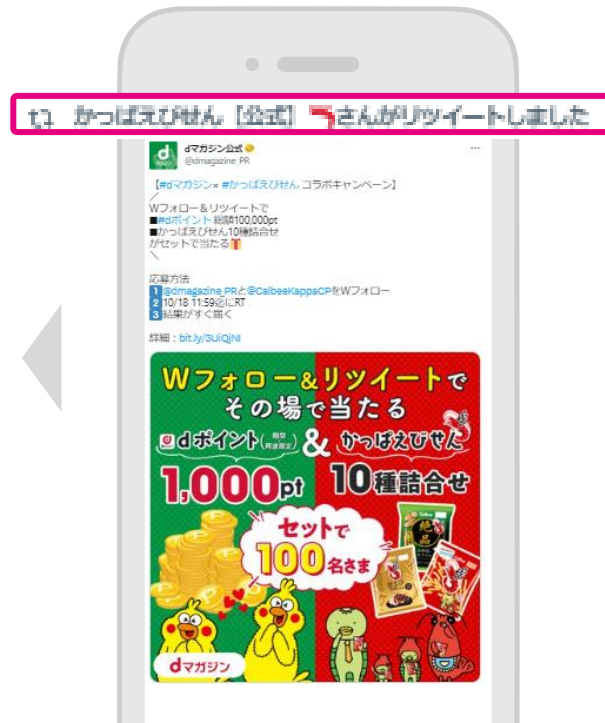 かっぱえびせん【公式】🦐さんがリツイートしました
dマガジン公式
@dmagazine_PR
【#dマガジン× #かっぱえびせん コラボキャンペーン】
／
Wフォロー＆リツイートで
■#dポイント 総額100,000pt
■かっぱえびせん10種詰合せ
がセットで当たる🎁
＼
応募方法
1 @dmagazine_PRと@CalbeeKappaCPをWフォロー
2 10/18 11:59迄にRT
3 結果がすぐ届く
詳細：bit.ly/3UiQjNI
Wフォロー&リツイートで
その場で当たる
dポイント(期間用途限定) & かっぱえびせん
1,000pt 10種詰合せ
セットで
100名さま
dマガジン